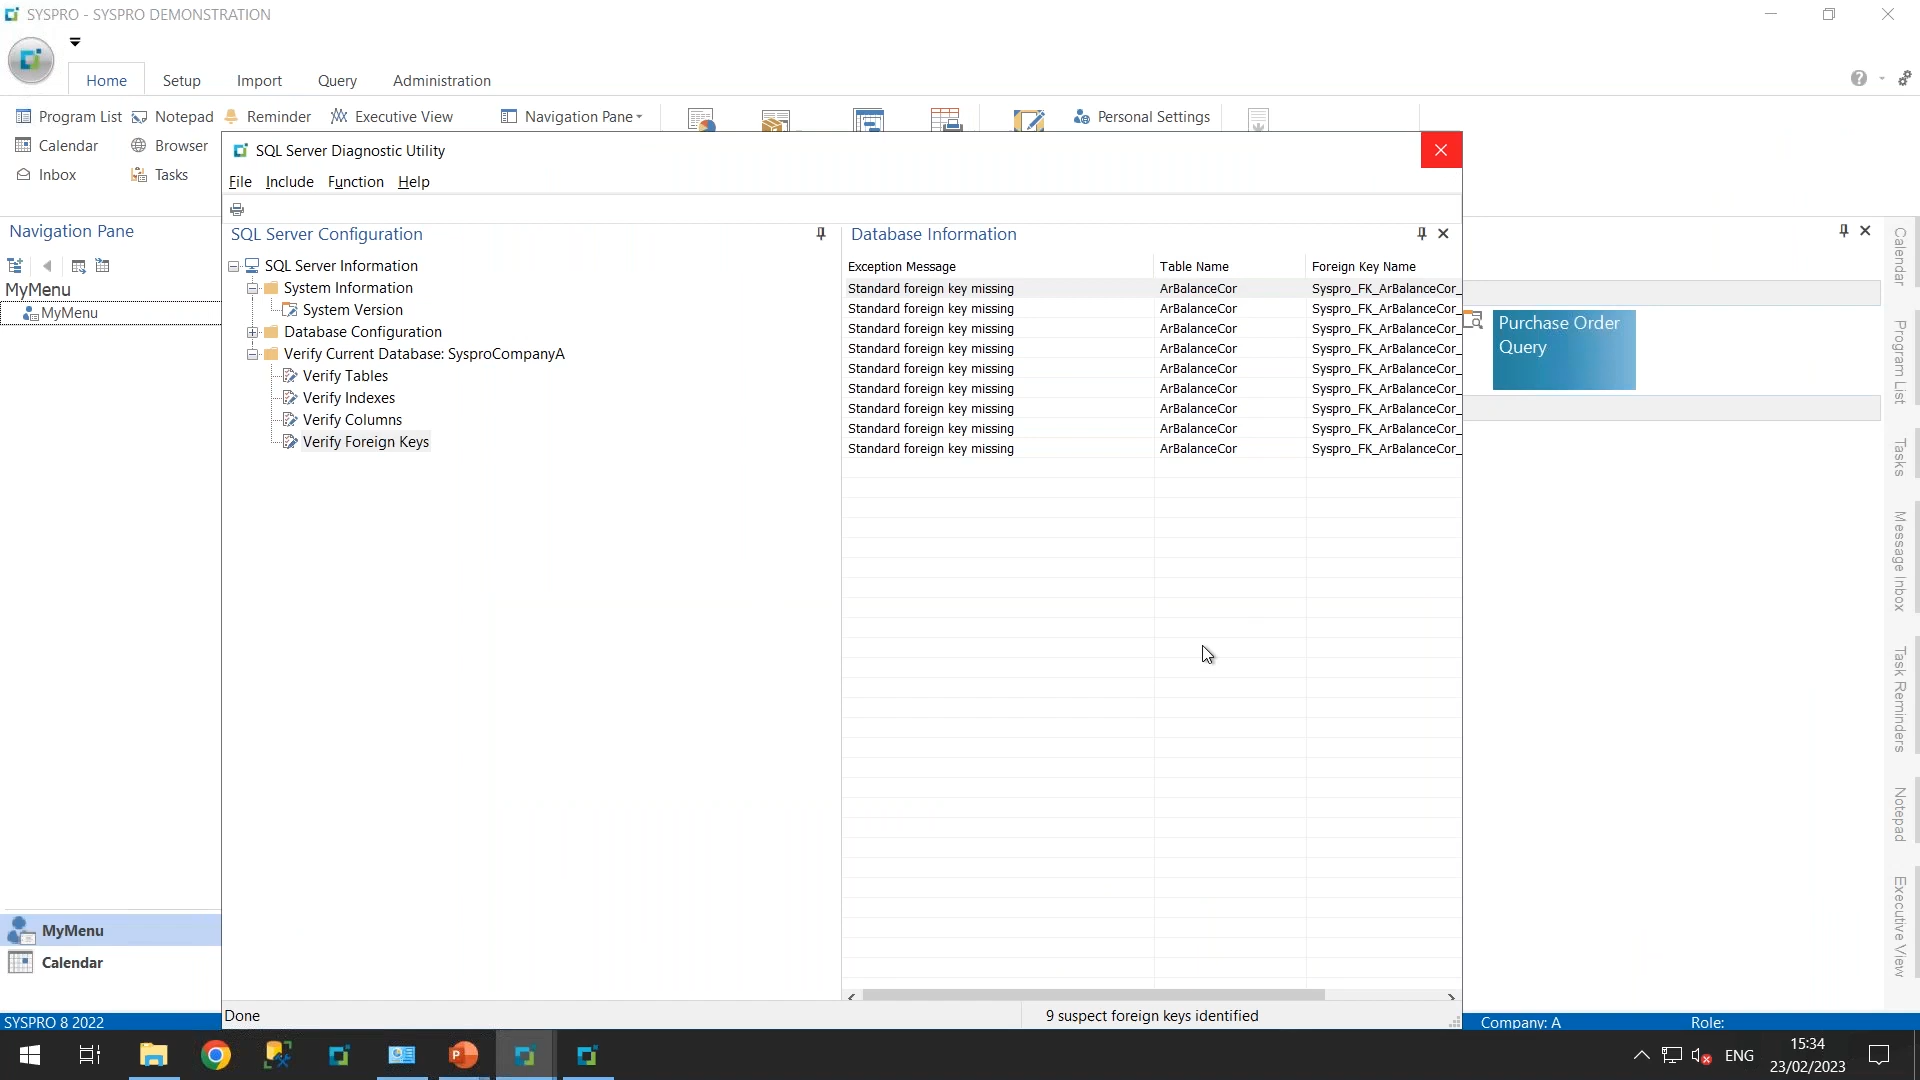 SYSPRO - SYSPRO DEMONSTRATION
Home Setup Import Query Administration
Program List Notepad Reminder Executive View Navigation Pane Personal Settings
Calendar Browser
Inbox Tasks
SQL Server Diagnostic Utility
File Include Function Help
Navigation Pane
MyMenu
MyMenu
SQL Server Configuration
SQL Server Information
System Information
System Version
Database Configuration
Verify Current Database: SysproCompanyA
Verify Tables
Verify Indexes
Verify Columns
Verify Foreign Keys
Database Information
Exception Message Table Name Foreign Key Name
Standard foreign key missing ArBalanceCor Syspro_FK_ArBalanceCor_
Standard foreign key missing ArBalanceCor Syspro_FK_ArBalanceCor_
Standard foreign key missing ArBalanceCor Syspro_FK_ArBalanceCor_
Standard foreign key missing ArBalanceCor Syspro_FK_ArBalanceCor_
Standard foreign key missing ArBalanceCor Syspro_FK_ArBalanceCor_
Standard foreign key missing ArBalanceCor Syspro_FK_ArBalanceCor_
Standard foreign key missing ArBalanceCor Syspro_FK_ArBalanceCor_
Standard foreign key missing ArBalanceCor Syspro_FK_ArBalanceCor_
Standard foreign key missing ArBalanceCor Syspro_FK_ArBalanceCor_
Purchase Order
Query
Calendar
Program List
Tasks
Message Inbox
Task Reminders
Notepad
Executive View
MyMenu
Calendar
Done 9 suspect foreign keys identified
SYSPRO 8 2022 Company: A Role:
ENG
15:34
23/02/2023